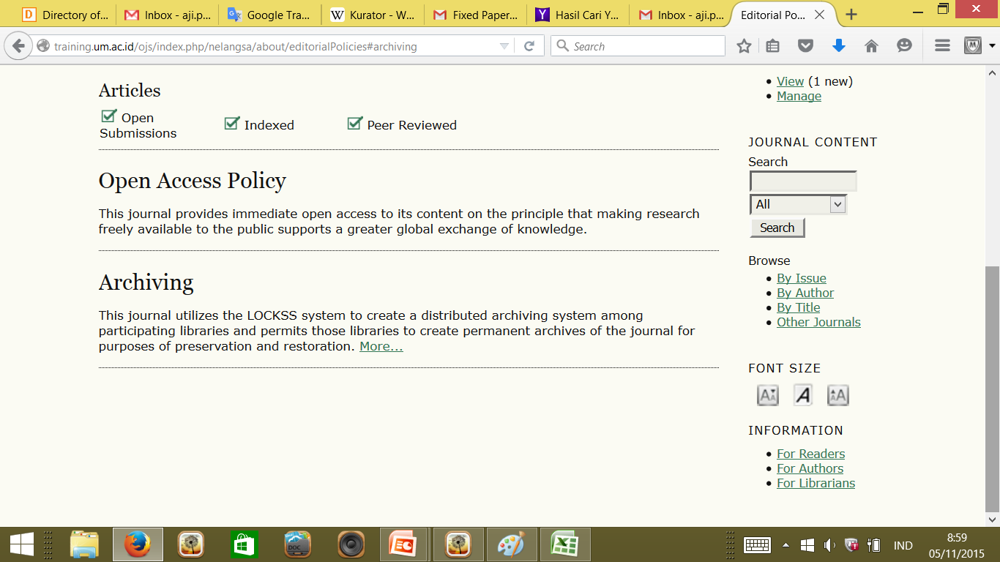 Directory of...
Inbox - aji.p...
Google Tra...
Kurator - W...
Fixed Paper...
Hasil Cari Y...
Inbox - aji.p...
Editorial Po...
training.um.ac.id/ojs/index.php/nelangsa/about/editorialPolicies#archiving
Search
Articles
Open Submissions
Indexed
Peer Reviewed
Open Access Policy
This journal provides immediate open access to its content on the principle that making research
freely available to the public supports a greater global exchange of knowledge.
Archiving
This journal utilizes the LOCKSS system to create a distributed archiving system among
participating libraries and permits those libraries to create permanent archives of the journal for
purposes of preservation and restoration. More...
View (1 new)
Manage
JOURNAL CONTENT
Search
All
Search
Browse
By Issue
By Author
By Title
Other Journals
FONT SIZE
INFORMATION
For Readers
For Authors
For Librarians
IND
8:59
05/11/2015